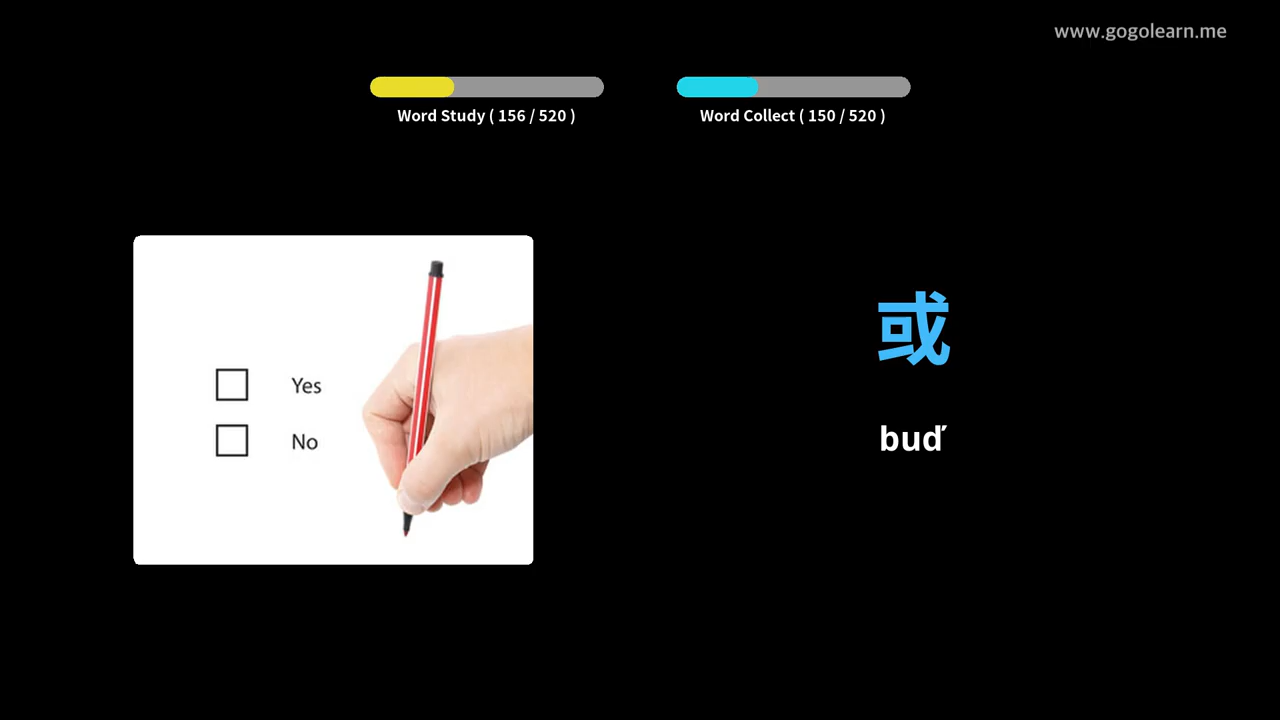 www.gogolearn.me
Word Study ( 156 / 520 )
Word Collect ( 150 / 520 )
Yes
No
或
buď